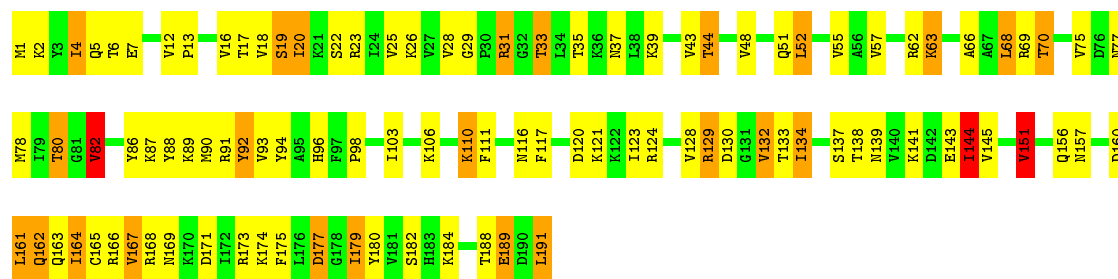 M1 K2 Y3 I4 Q5 T6 E7 V12 P13 V16 T17 V18 S19 I20 K21 S22 R23 I24 V25 K26 V27 V28 G29 P30 R31 G32 T33 L34 T35 K36 N37 L38 K39 V43 T44 V48 Q51 L52 V55 A56 V57 R62 K63 A66 A67 L68 R69 T70 V75 D76 N77
M78 I79 T80 G81 V82 Y86 K87 Y88 K89 M90 R91 Y92 V93 Y94 A95 H96 F97 P98 I103 K106 K110 F111 N116 F117 D120 K121 K122 I123 R124 V128 R129 D130 G131 V132 T133 I134 S137 T138 N139 V140 K141 D142 E143 I144 V145 V151 Q156 N157 D160
L161 Q162 Q163 I164 C165 R166 V167 R168 N169 K170 D171 I172 R173 K174 F175 L176 D177 G178 I179 Y180 V181 S182 H183 K184 T188 E189 D190 L191